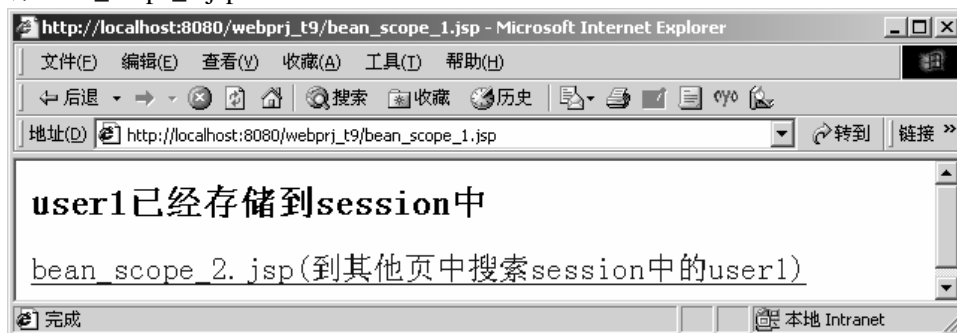 http://localhost:8080/webprj_t9/bean_scope_1.jsp - Microsoft Internet Explorer
文件(F) 编辑(E) 查看(V) 收藏(A) 工具(T) 帮助(H)
后退 搜索 收藏 历史
地址(D) http://localhost:8080/webprj_t9/bean_scope_1.jsp 转到 链接 »
user1已经存储到session中
bean_scope_2.jsp(到其他页中搜索session中的user1)
完成 本地 Intranet